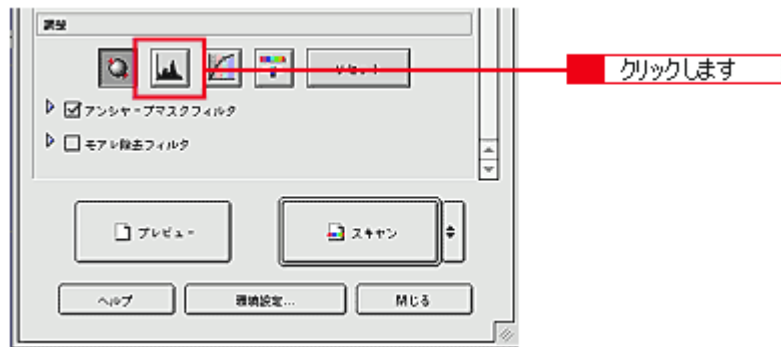 調整
リセット
クリックします
アンシャープマスクフィルタ
モアレ除去フィルタ
プレビュー
スキャン
ヘルプ
環境設定...
閉じる